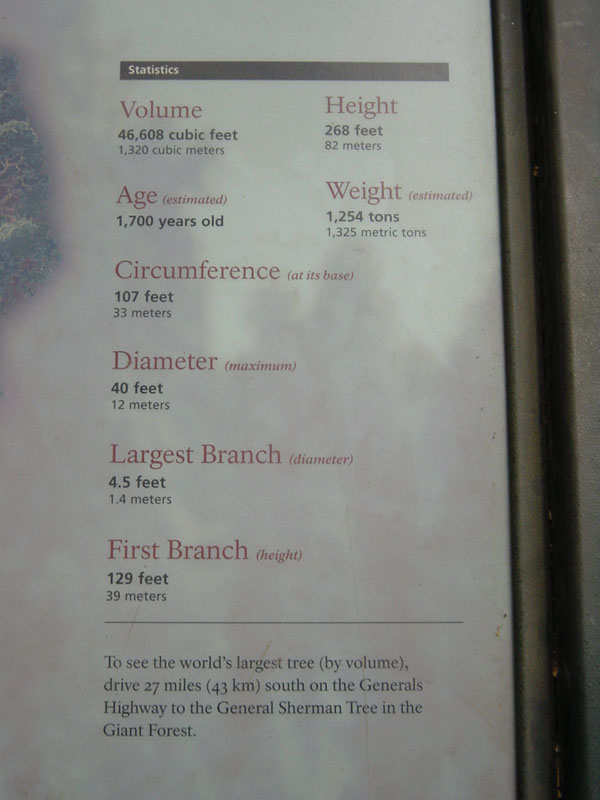 Statistics
Volume
46,608 cubic feet
1,320 cubic meters
Height
268 feet
82 meters
Age (estimated)
1,700 years old
Weight (estimated)
1,254 tons
1,325 metric tons
Circumference (at its base)
107 feet
33 meters
Diameter (maximum)
40 feet
12 meters
Largest Branch (diameter)
4.5 feet
1.4 meters
First Branch (height)
129 feet
39 meters
To see the world's largest tree (by volume),
drive 27 miles (43 km) south on the Generals
Highway to the General Sherman Tree in the
Giant Forest.